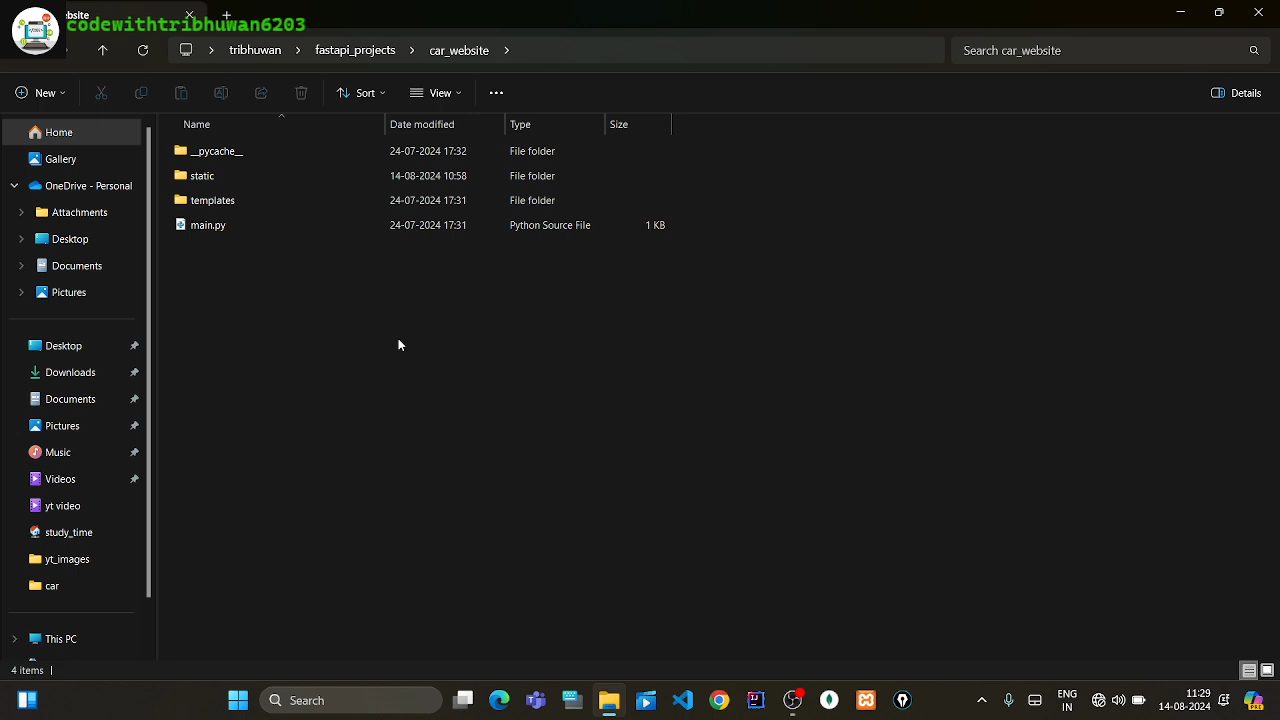 ebsite
codewithtribhuwan6203
tribhuwan
fastapi_projects
car_website
Search car_website
New
Sort
View
Details
Name
Date modified
Type
Size
__pycache__ 24-07-2024 17:32 File folder
static 14-08-2024 10:58 File folder
templates 24-07-2024 17:31 File folder
main.py 24-07-2024 17:31 Python Source File 1 KB
Home
Gallery
OneDrive - Personal
Attachments
Desktop
Documents
Pictures
Desktop
Downloads
Documents
Pictures
Music
Videos
yt video
study_time
yt_images
car
This PC
4 items
Search
ENG
IN
11:29
14-08-2024